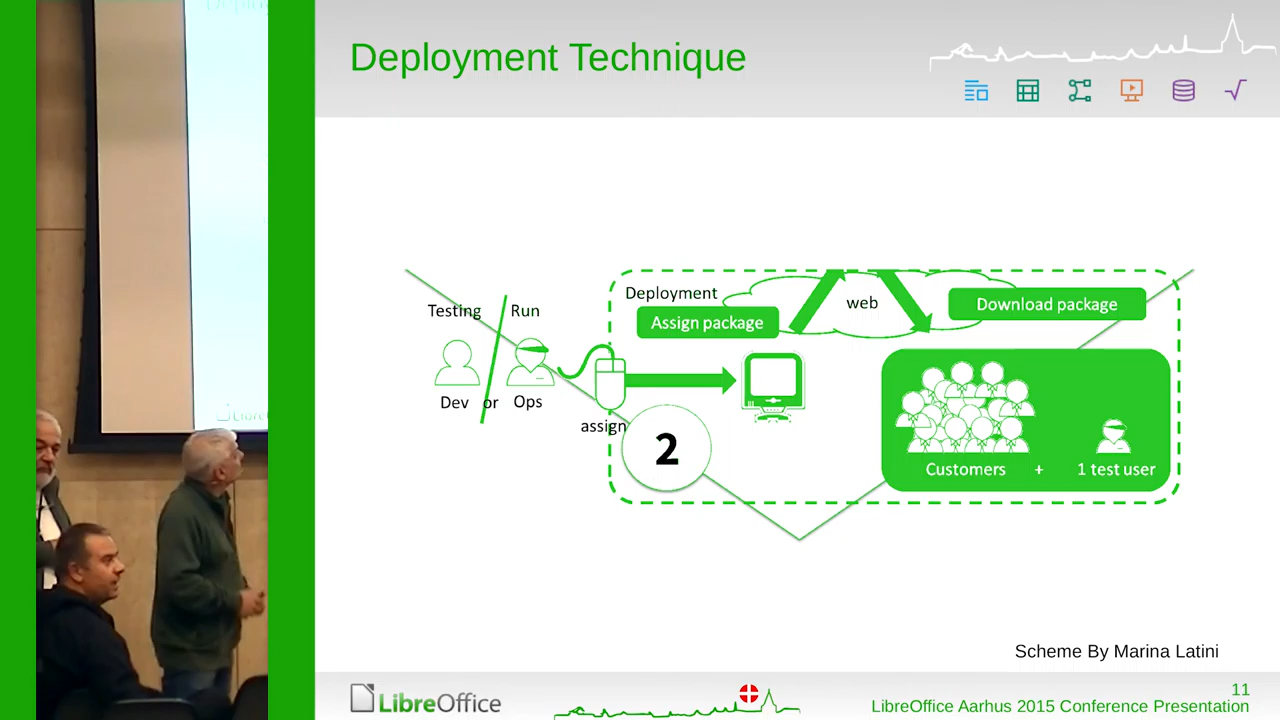 Deployment Technique
Testing
Run
Dev or Ops
assign
Deployment
Assign package
web
Download package
2
Customers + 1 test user
Scheme By Marina Latini
LibreOffice
11
LibreOffice Aarhus 2015 Conference Presentation